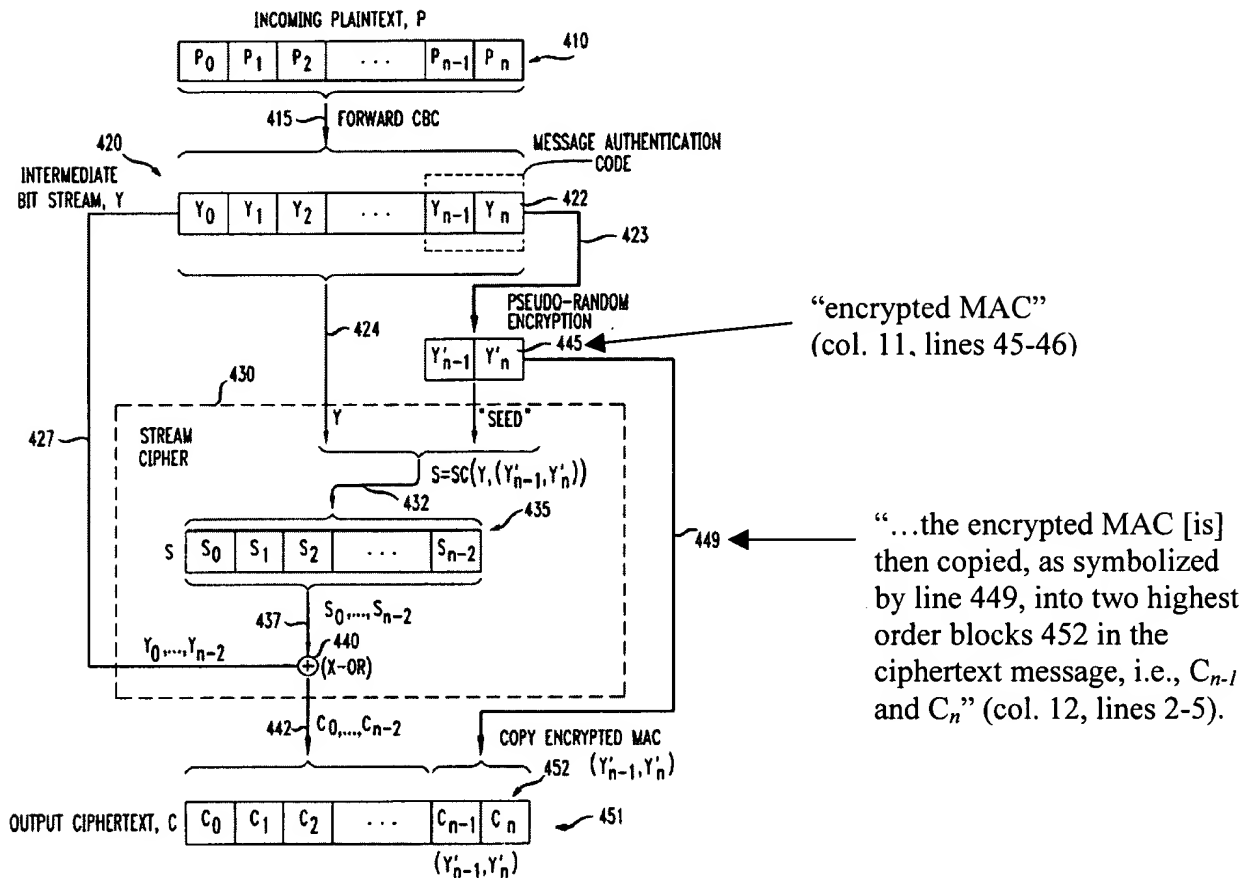 INCOMING PLAINTEXT, P
P0 P1 P2 ... Pn-1 Pn
410
415
FORWARD CBC
420
MESSAGE AUTHENTICATION
CODE
INTERMEDIATE
BIT STREAM, Y
Y0 Y1 Y2 ... Yn-1 Yn
422
423
424
PSEUDO-RANDOM
ENCRYPTION
Y'n-1 Y'n
445
“encrypted MAC”
(col. 11, lines 45-46)
430
427
STREAM
CIPHER
Y
"SEED"
S=SC(Y,(Y'n-1,Y'n))
432
435
S
S0 S1 S2 ... Sn-2
449
“…the encrypted MAC [is]
then copied, as symbolized
by line 449, into two highest
order blocks 452 in the
ciphertext message, i.e., Cn-1
and Cn” (col. 12, lines 2-5).
437
S0,...,Sn-2
Y0,...,Yn-2
440
+
(X-OR)
442
C0,...,Cn-2
COPY ENCRYPTED MAC
(Y'n-1,Y'n)
452
OUTPUT CIPHERTEXT, C
C0 C1 C2 ... Cn-1 Cn
451
(Y'n-1,Y'n)